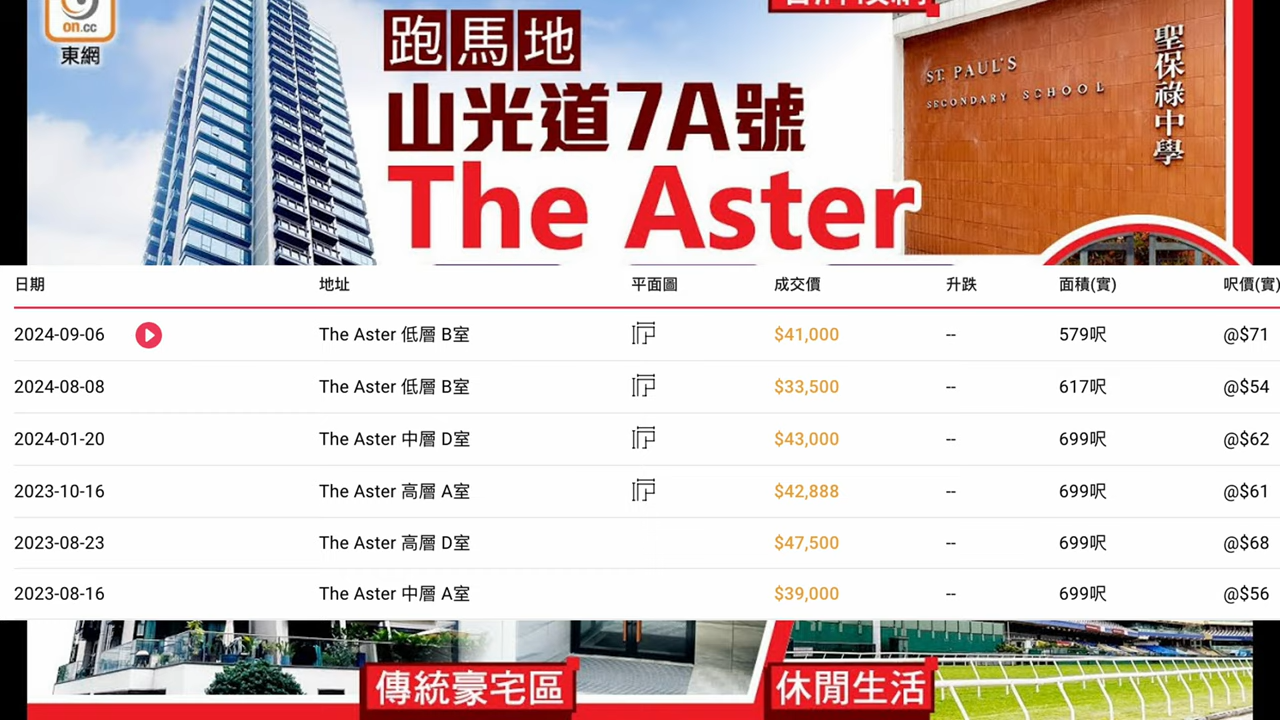 on.cc
東網
跑馬地
山光道7A號
The Aster
ST. PAUL'S
SECONDARY SCHOOL
聖保祿中學
日期 地址 平面圖 成交價 升跌 面積(實) 呎價(實)
2024-09-06 The Aster 低層 B室 $41,000 -- 579呎 @$71
2024-08-08 The Aster 低層 B室 $33,500 -- 617呎 @$54
2024-01-20 The Aster 中層 D室 $43,000 -- 699呎 @$62
2023-10-16 The Aster 高層 A室 $42,888 -- 699呎 @$61
2023-08-23 The Aster 高層 D室 $47,500 -- 699呎 @$68
2023-08-16 The Aster 中層 A室 $39,000 -- 699呎 @$56
傳統豪宅區
休閒生活